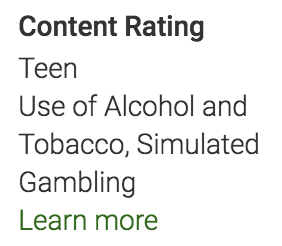 Content Rating
Teen
Use of Alcohol and
Tobacco, Simulated
Gambling
Learn more